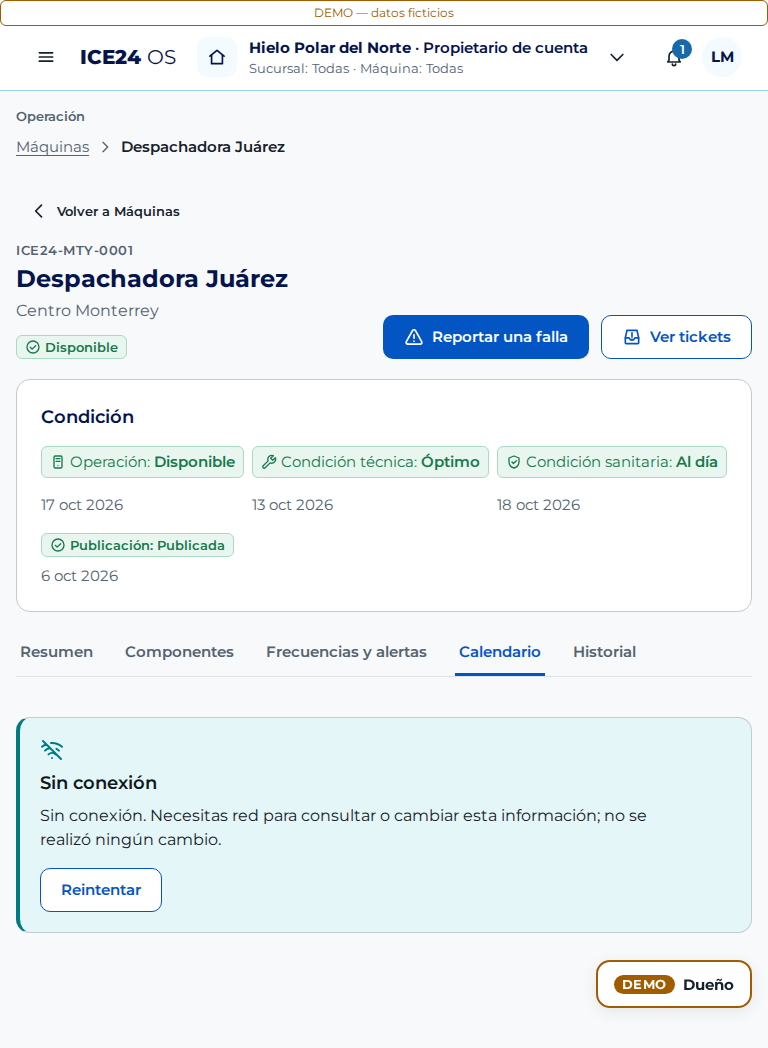 DEMO — datos ficticios
ICE24 OS
Hielo Polar del Norte · Propietario de cuenta
Sucursal: Todas · Máquina: Todas
1
LM
Operación
Máquinas > Despachadora Juárez
Volver a Máquinas
ICE24-MTY-0001
Despachadora Juárez
Centro Monterrey
Disponible
Reportar una falla
Ver tickets
Condición
Operación: Disponible
Condición técnica: Óptimo
Condición sanitaria: Al día
17 oct 2026
13 oct 2026
18 oct 2026
Publicación: Publicada
6 oct 2026
Resumen
Componentes
Frecuencias y alertas
Calendario
Historial
Sin conexión
Sin conexión. Necesitas red para consultar o cambiar esta información; no se
realizó ningún cambio.
Reintentar
DEMO Dueño